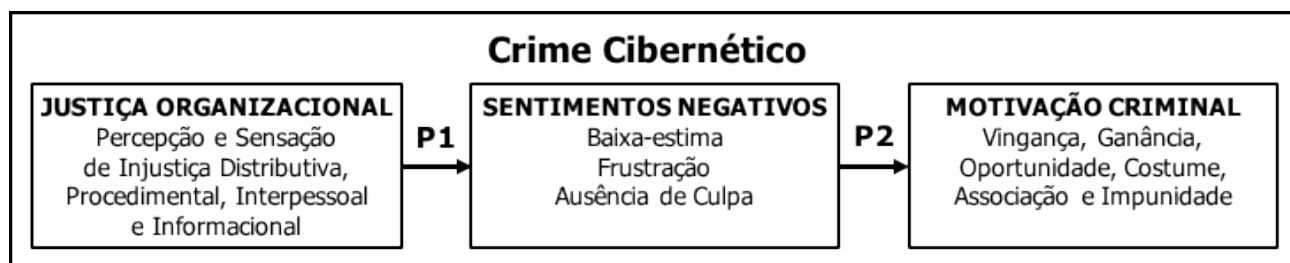 Crime Cibernético
JUSTIÇA ORGANIZACIONAL
Percepção e Sensação
de Injustiça Distributiva,
Procedimental, Interpessoal
e Informacional
P1
SENTIMENTOS NEGATIVOS
Baixa-estima
Frustração
Ausência de Culpa
P2
MOTIVAÇÃO CRIMINAL
Vingança, Ganância,
Oportunidade, Costume,
Associação e Impunidade